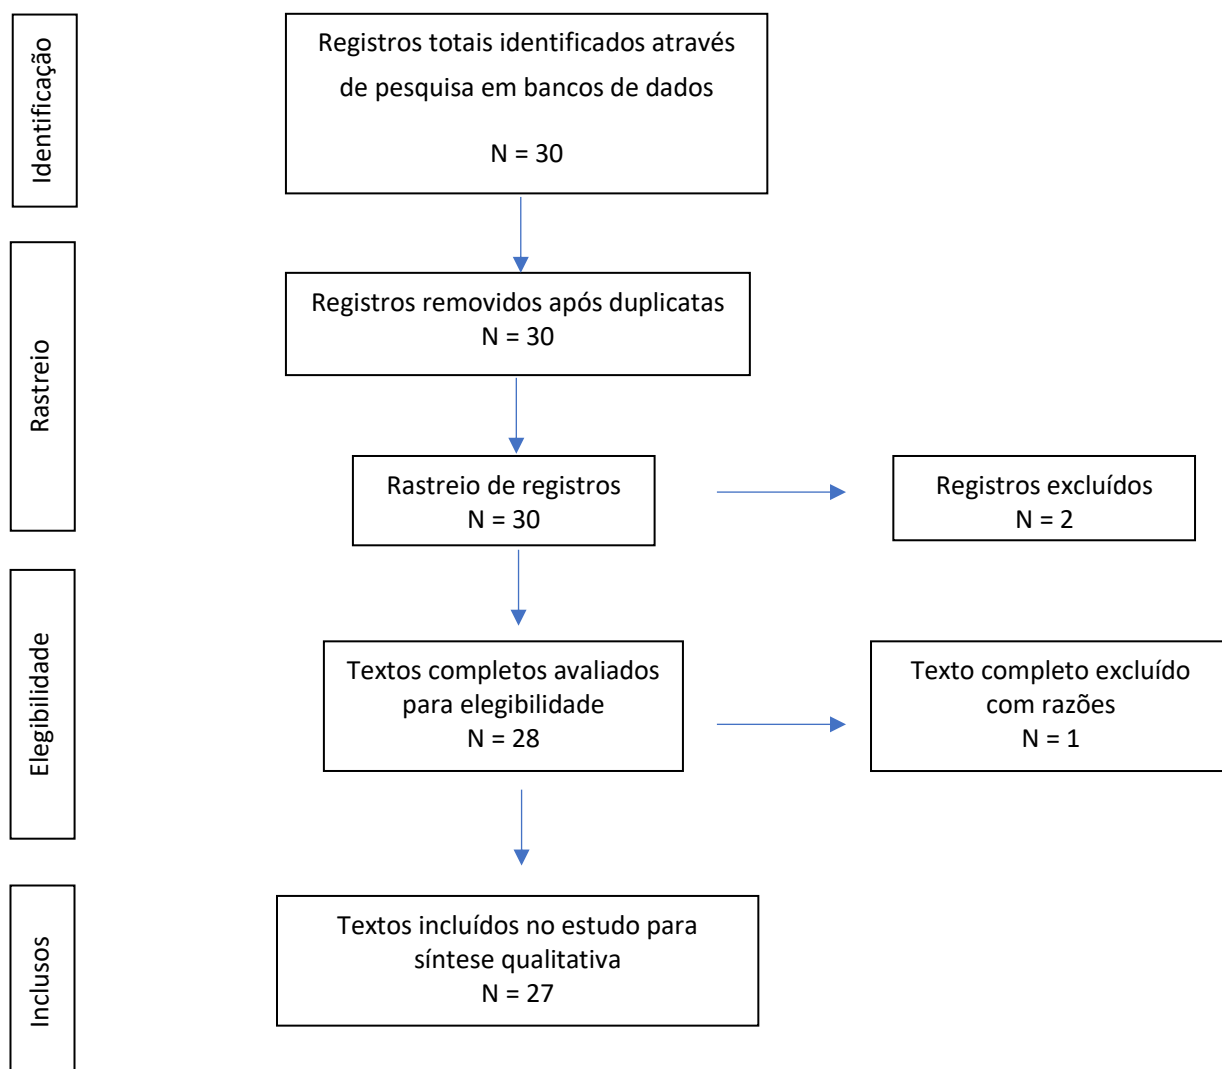 Identificação
Registros totais identificados através
de pesquisa em bancos de dados
N = 30
Rastreio
Registros removidos após duplicatas
N = 30
Rastreio de registros
N = 30
Registros excluídos
N = 2
Elegibilidade
Textos completos avaliados
para elegibilidade
N = 28
Texto completo excluído
com razões
N = 1
Inclusos
Textos incluídos no estudo para
síntese qualitativa
N = 27